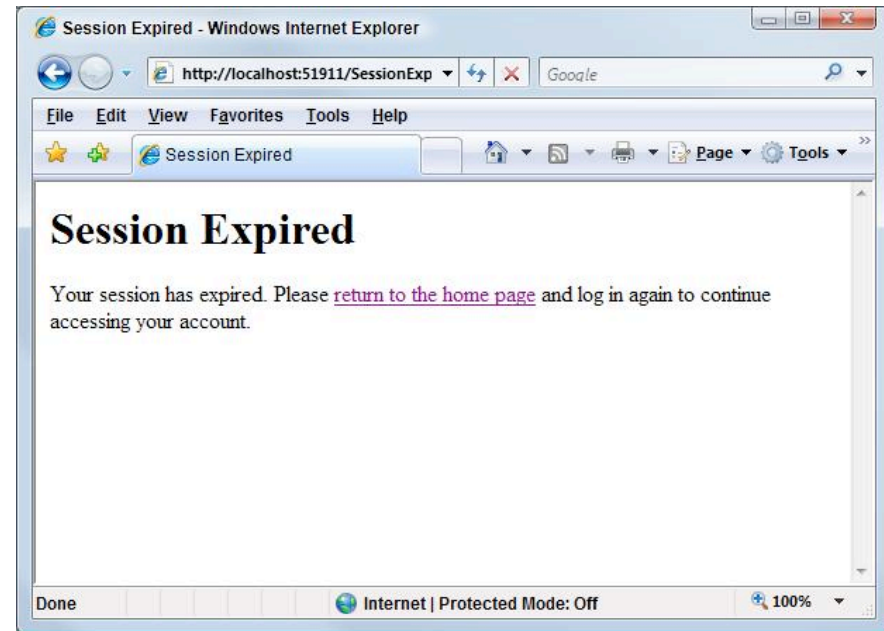 Session Expired - Windows Internet Explorer
http://localhost:51911/SessionExp
Google
File Edit View Favorites Tools Help
Session Expired
Page Tools »
Session Expired
Your session has expired. Please return to the home page and log in again to continue
accessing your account.
Done
Internet | Protected Mode: Off
100%